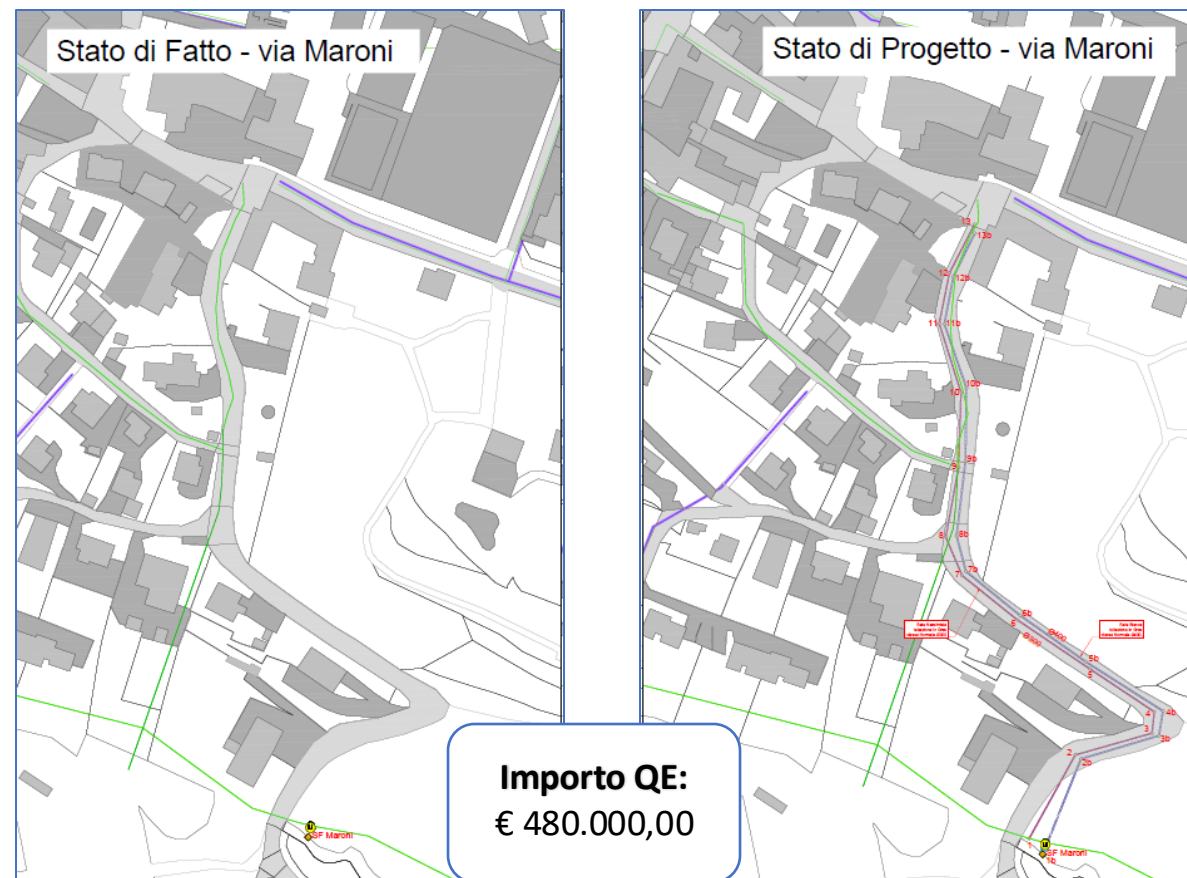 Stato di Fatto - via Maroni
SF Maroni
Importo QE:
€ 480.000,00
Stato di Progetto - via Maroni
13
13b
12
12b
11
11b
10b
10
9b
9
8
8b
7b
7
6b
6
Ø400
Ø300
5b
5
4b
4
3
3b
2
2b
1
SF Maroni
1b